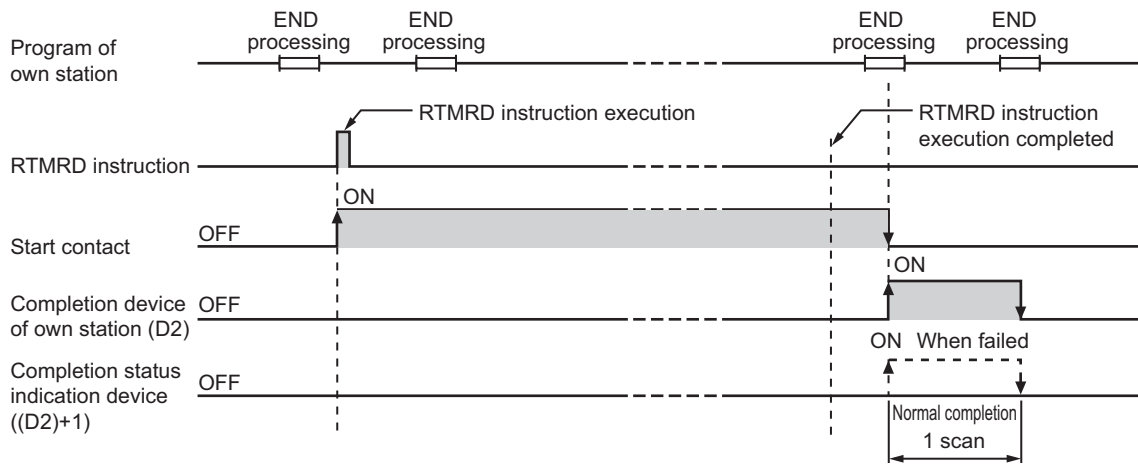 END
processing
END
processing
END
processing
END
processing
Program of
own station
RTMRD instruction execution
RTMRD instruction
execution completed
RTMRD instruction
ON
Start contact
OFF
ON
Completion device
of own station (D2)
OFF
ON When failed
Completion status
indication device
((D2)+1)
OFF
Normal completion
1 scan